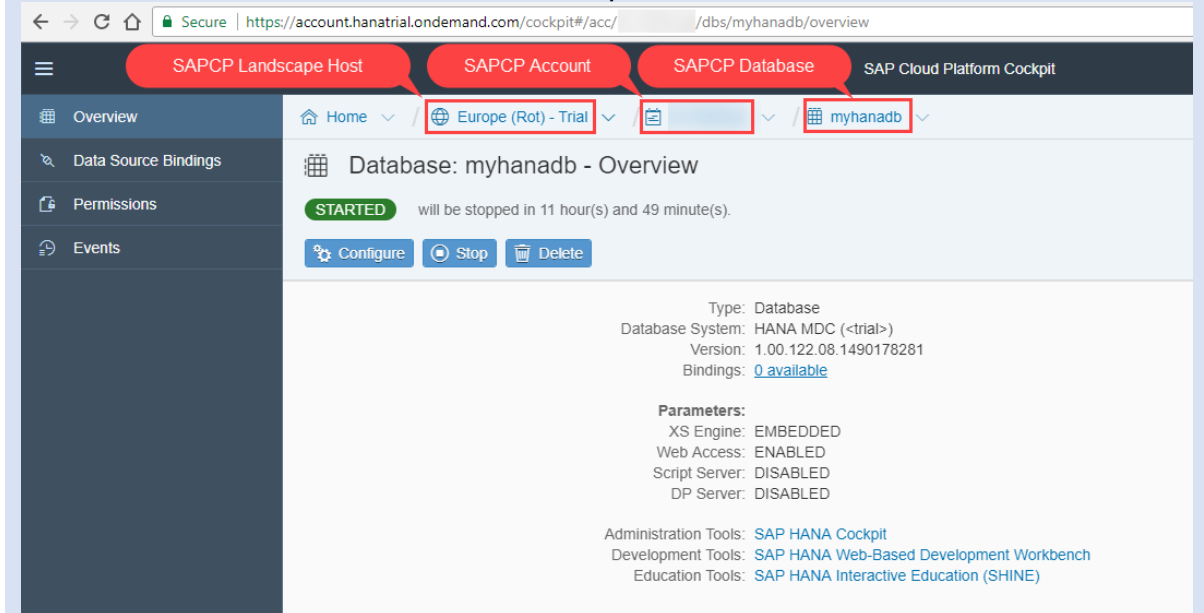 Secure | https://account.hanatrial.ondemand.com/cockpit#/acc/ /dbs/myhanadb/overview
SAPCP Landscape Host
SAPCP Account
SAPCP Database
SAP Cloud Platform Cockpit
Overview
Data Source Bindings
Permissions
Events
Home / Europe (Rot) - Trial / / myhanadb
Database: myhanadb - Overview
STARTED will be stopped in 11 hour(s) and 49 minute(s).
Configure Stop Delete
Type: Database
Database System: HANA MDC (<trial>)
Version: 1.00.122.08.1490178281
Bindings: 0 available
Parameters:
XS Engine: EMBEDDED
Web Access: ENABLED
Script Server: DISABLED
DP Server: DISABLED
Administration Tools: SAP HANA Cockpit
Development Tools: SAP HANA Web-Based Development Workbench
Education Tools: SAP HANA Interactive Education (SHINE)